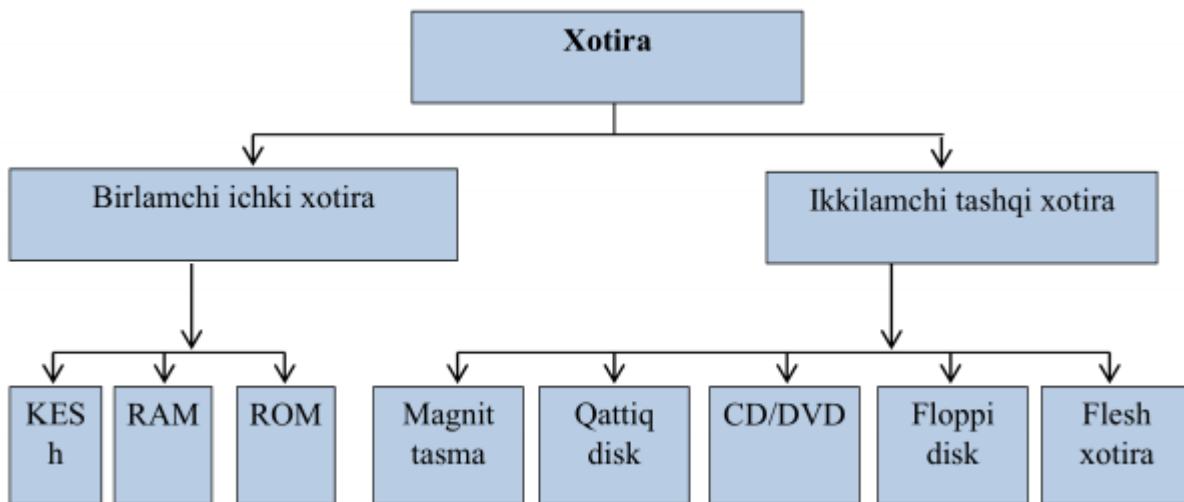 Xotira
Birlamchi ichki xotira
Ikkilamchi tashqi xotira
KES
h
RAM
ROM
Magnit
tasma
Qattiq
disk
CD/DVD
Floppi
disk
Flesh
xotira